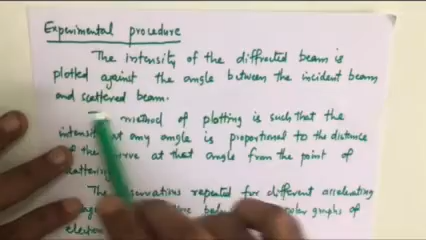 Experimental procedure
The intensity of the diffracted beam is
plotted against the angle between the incident beam
and scattered beam.
method of plotting is such that the
at any angle is proportional to the distance
of the curve at that angle from the point of
The observations repeated for different accelerating
graphs of